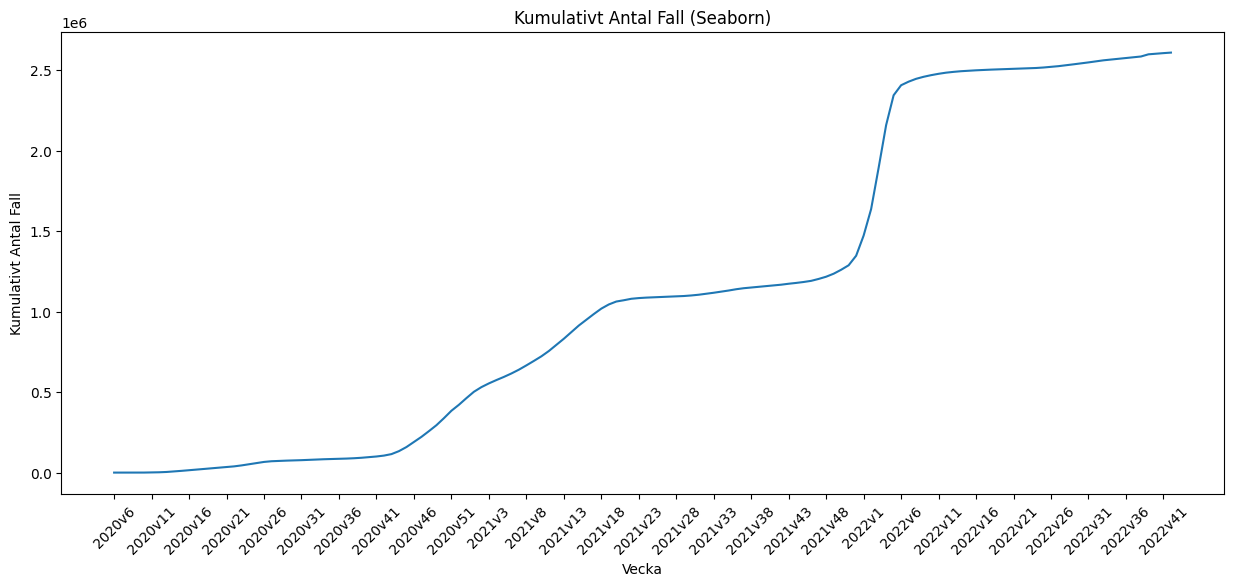 Kumulativt Antal Fall (Seaborn)
1e6
2.5
2.0
1.5
1.0
0.5
0.0
Kumulativt Antal Fall
2020v6
2020v11
2020v16
2020v21
2020v26
2020v31
2020v36
2020v41
2020v46
2020v51
2021v3
2021v8
2021v13
2021v18
2021v23
2021v28
2021v33
2021v38
2021v43
2021v48
2022v1
2022v6
2022v11
2022v16
2022v21
2022v26
2022v31
2022v36
2022v41
Vecka